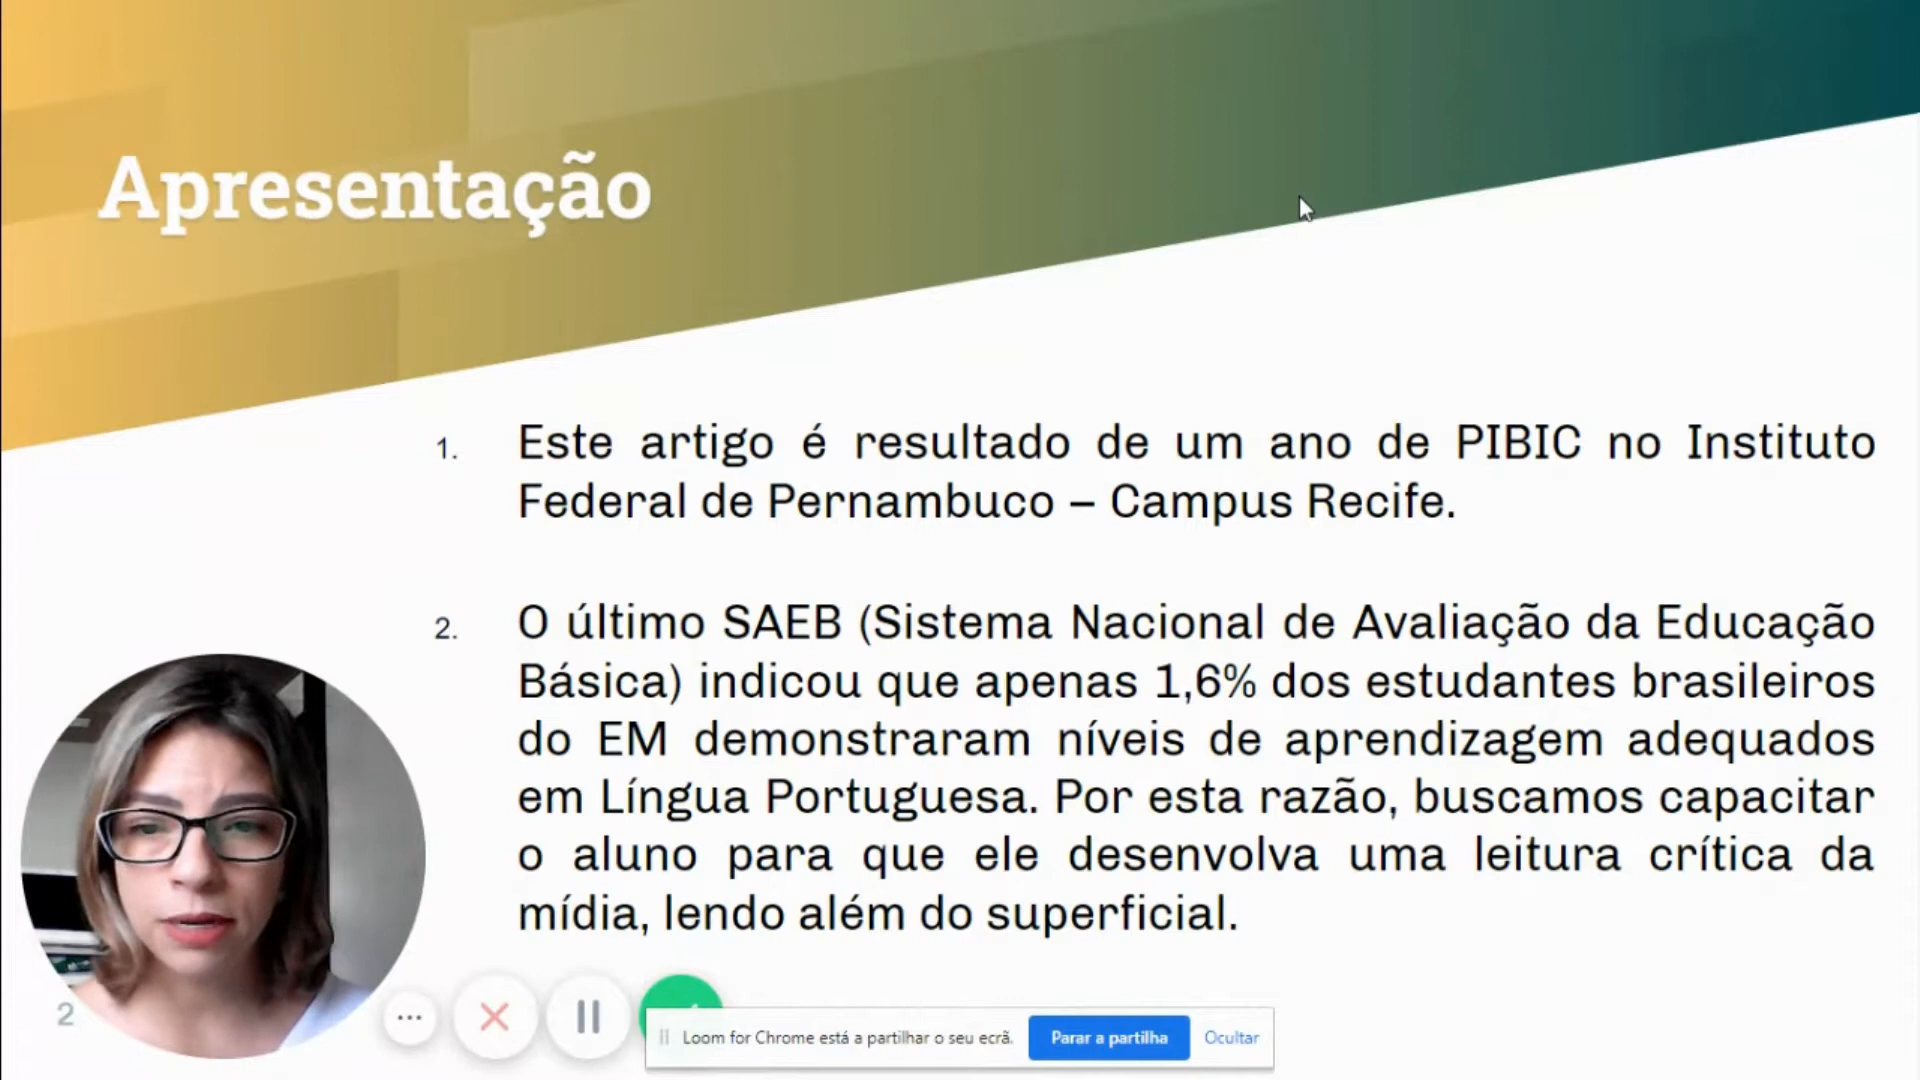 Apresentação
1. Este artigo é resultado de um ano de PIBIC no Instituto
Federal de Pernambuco – Campus Recife.
2. O último SAEB (Sistema Nacional de Avaliação da Educação
Básica) indicou que apenas 1,6% dos estudantes brasileiros
do EM demonstraram níveis de aprendizagem adequados
em Língua Portuguesa. Por esta razão, buscamos capacitar
o aluno para que ele desenvolva uma leitura crítica da
mídia, lendo além do superficial.
2
Loom for Chrome está a partilhar o seu ecrã. Parar a partilha Ocultar